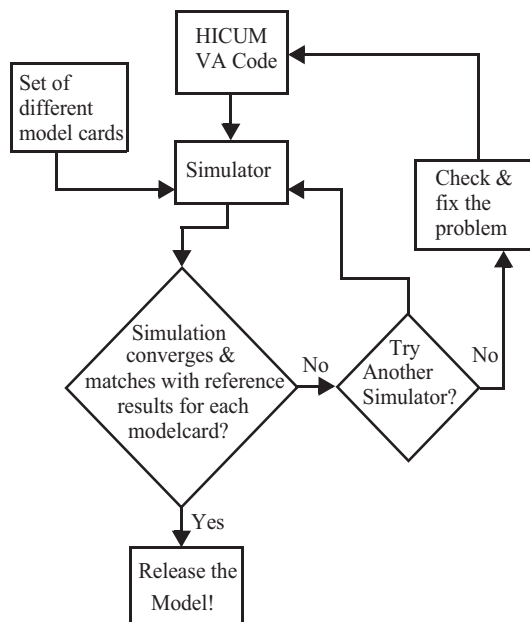 HICUM
VA Code
Set of
different
model cards
Simulator
Check &
fix the
problem
Simulation
converges &
matches with reference
results for each
modelcard?
No
Try
Another
Simulator?
No
Yes
Release the
Model!